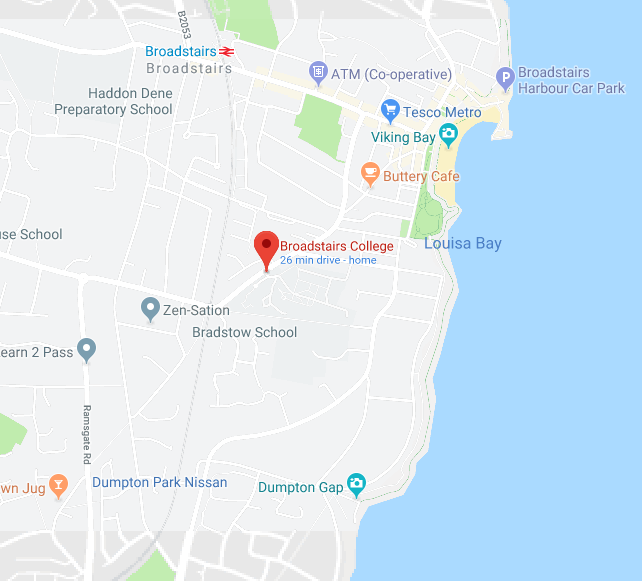 B2053
Broadstairs
Broadstairs
ATM (Co-operative)
Broadstairs
Harbour Car Park
Haddon Dene
Preparatory School
Tesco Metro
Viking Bay
Buttery Cafe
use School
Louisa Bay
Broadstairs College
26 min drive - home
Zen-Sation
Bradstow School
earn 2 Pass
Ramsgate Rd
wn Jug
Dumpton Park Nissan
Dumpton Gap